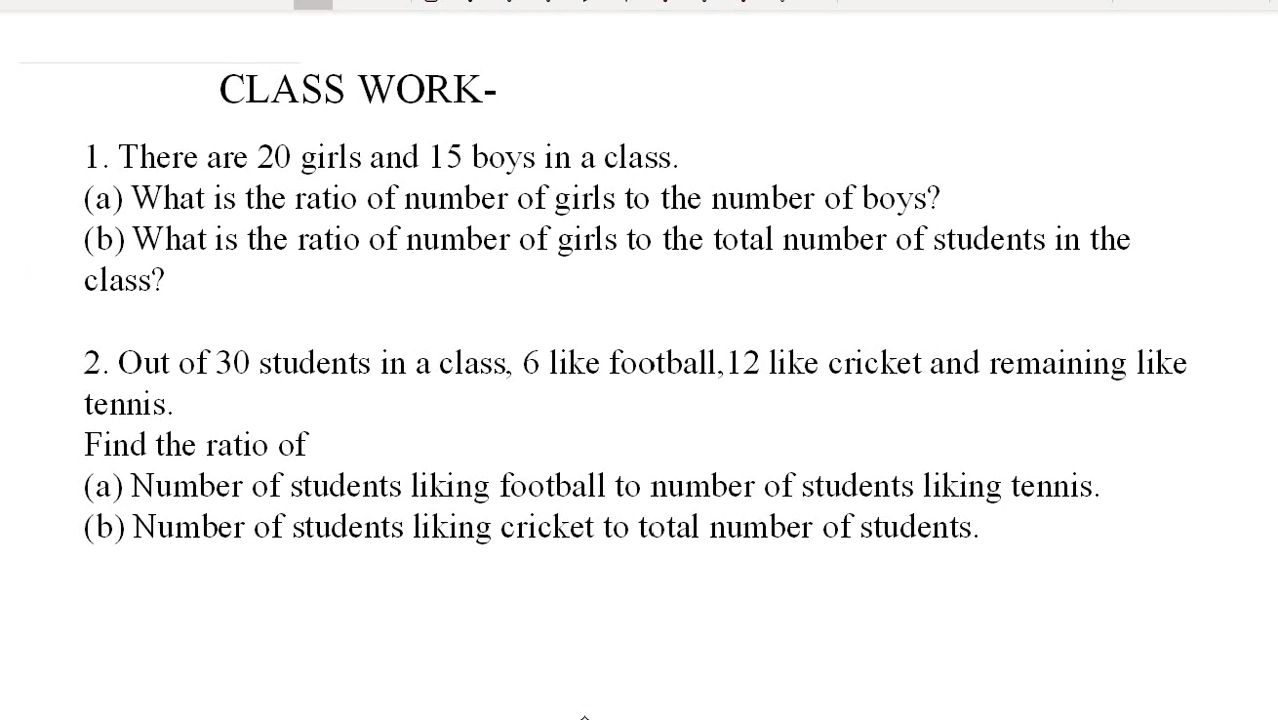 CLASS WORK-
1. There are 20 girls and 15 boys in a class.
(a) What is the ratio of number of girls to the number of boys?
(b) What is the ratio of number of girls to the total number of students in the
class?
2. Out of 30 students in a class, 6 like football,12 like cricket and remaining like
tennis.
Find the ratio of
(a) Number of students liking football to number of students liking tennis.
(b) Number of students liking cricket to total number of students.